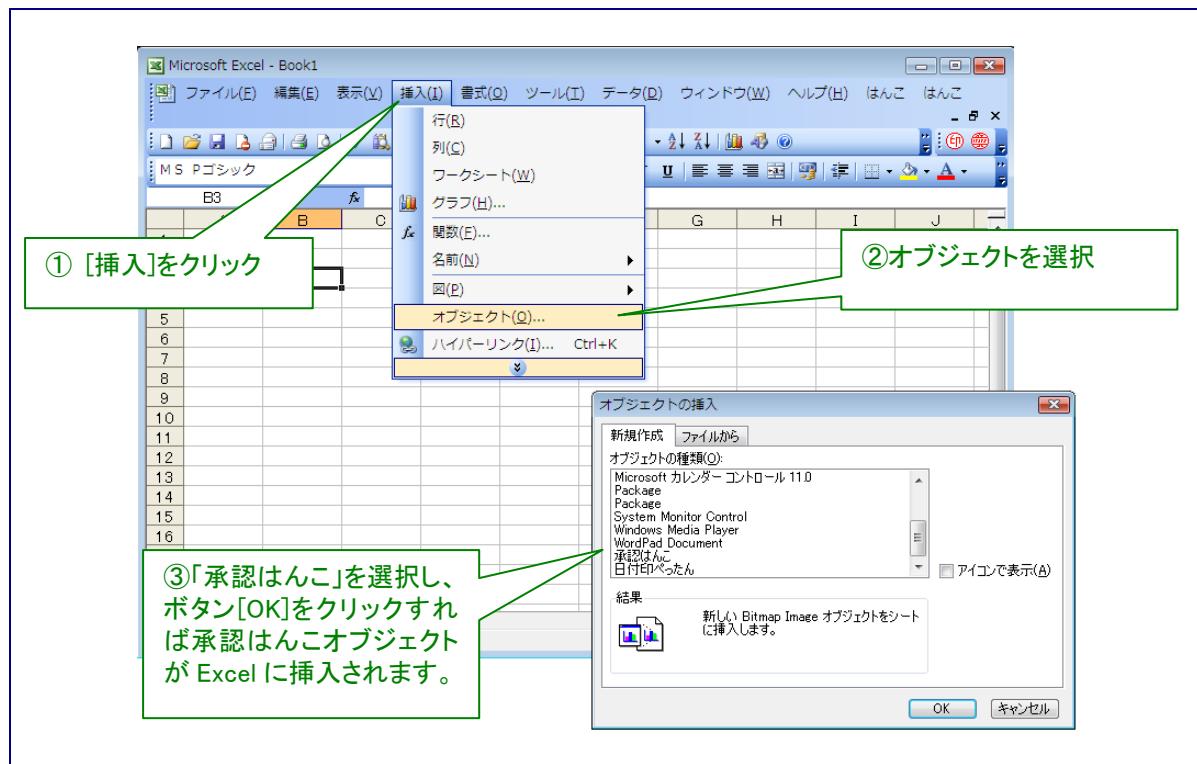 Microsoft Excel - Book1
ファイル(F) 編集(E) 表示(V) 挿入(I) 書式(O) ツール(T) データ(D) ウィンドウ(W) ヘルプ(H) はんこ はんこ
行(R)
列(C)
ワークシート(W)
グラフ(H)...
関数(F)...
名前(N)
図(P)
オブジェクト(O)...
ハイパーリンク(I)... Ctrl+K
印
MS Pゴシック
U
A
B3
fx
B C G H I J
5
6
7
8
9
10
11
12
13
14
15
16
① [挿入]をクリック
②オブジェクトを選択
③「承認はんこ」を選択し、
ボタン[OK]をクリックすれ
ば承認はんこオブジェクト
が Excel に挿入されます。
オブジェクトの挿入
新規作成 ファイルから
オブジェクトの種類(O):
Microsoft カレンダー コントロール 11.0
Package
Package
System Monitor Control
Windows Media Player
WordPad Document
承認はんこ
日付印ぺったん
アイコンで表示(A)
結果
新しい Bitmap Image オブジェクトをシート
に挿入します。
OK キャンセル